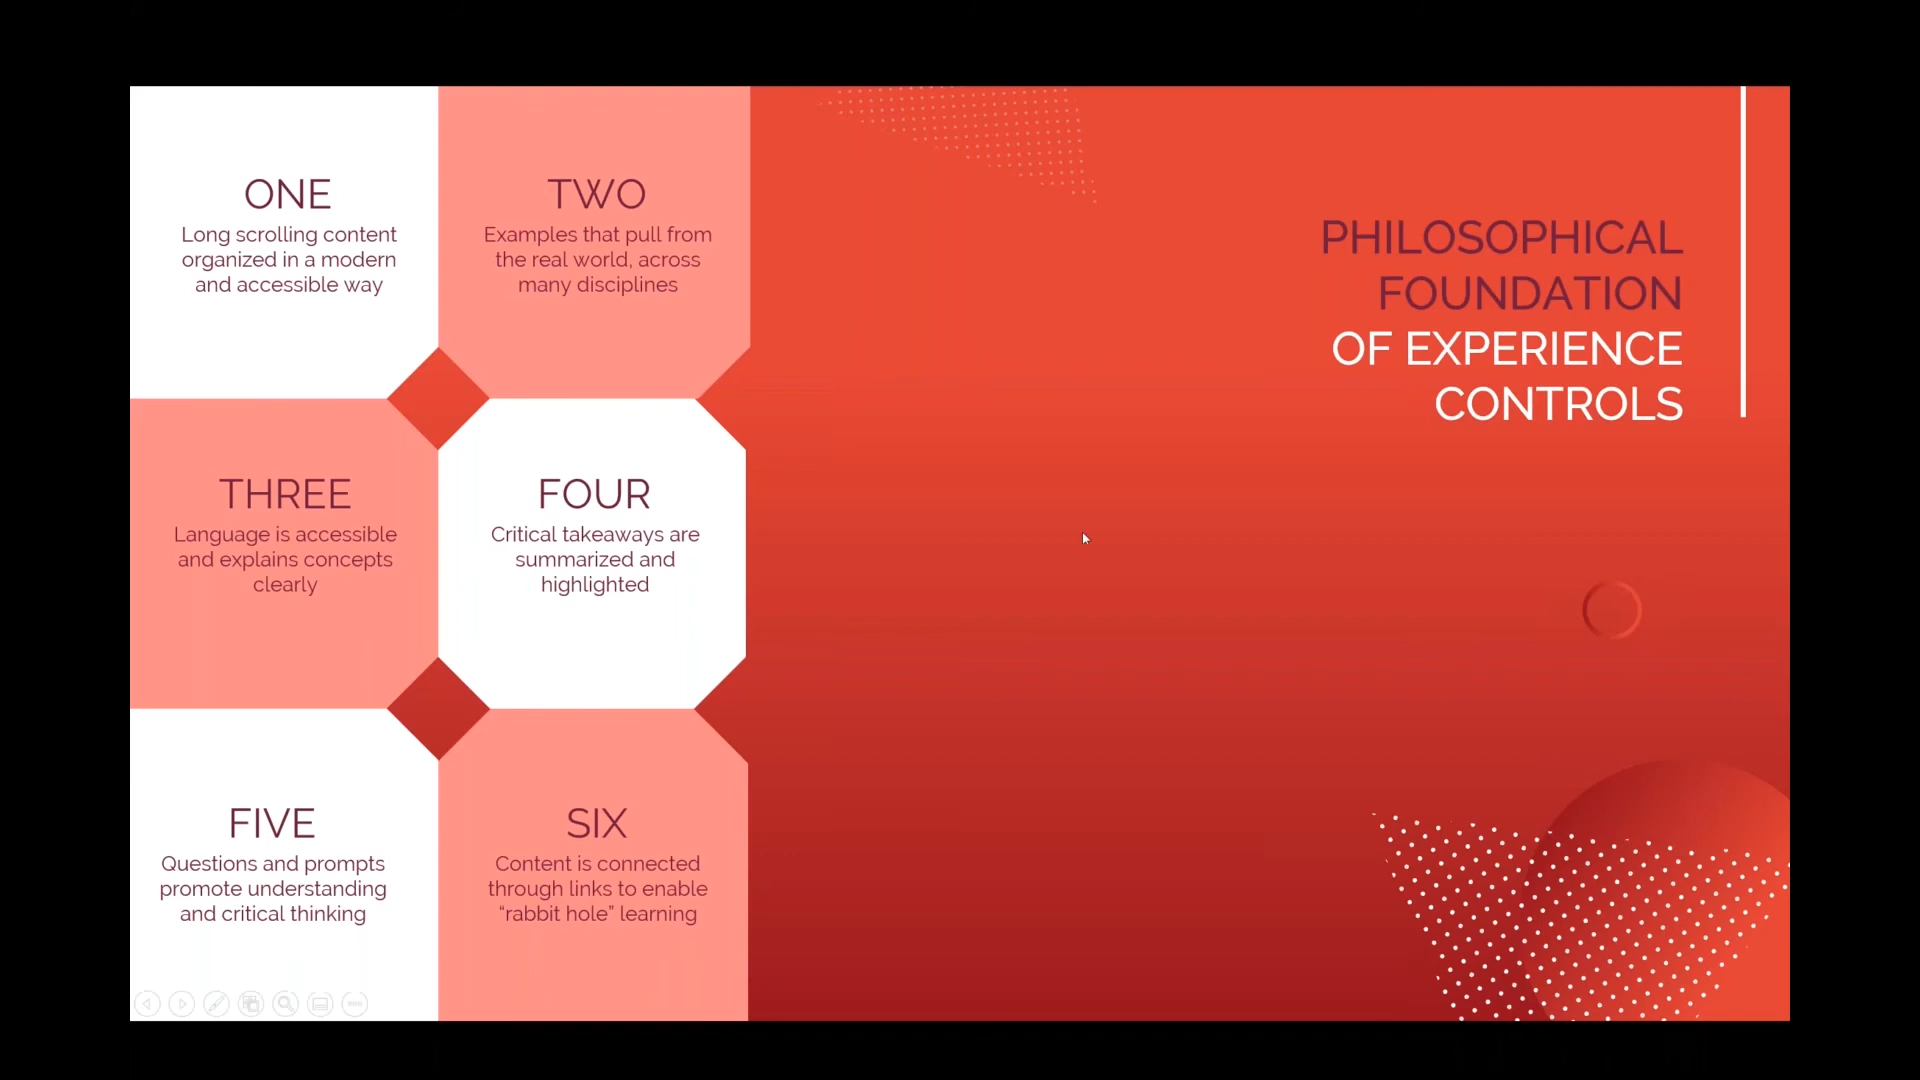 ONE
Long scrolling content
organized in a modern
and accessible way
TWO
Examples that pull from
the real world, across
many disciplines
THREE
Language is accessible
and explains concepts
clearly
FOUR
Critical takeaways are
summarized and
highlighted
FIVE
Questions and prompts
promote understanding
and critical thinking
SIX
Content is connected
through links to enable
“rabbit hole” learning
PHILOSOPHICAL
FOUNDATION
OF EXPERIENCE
CONTROLS